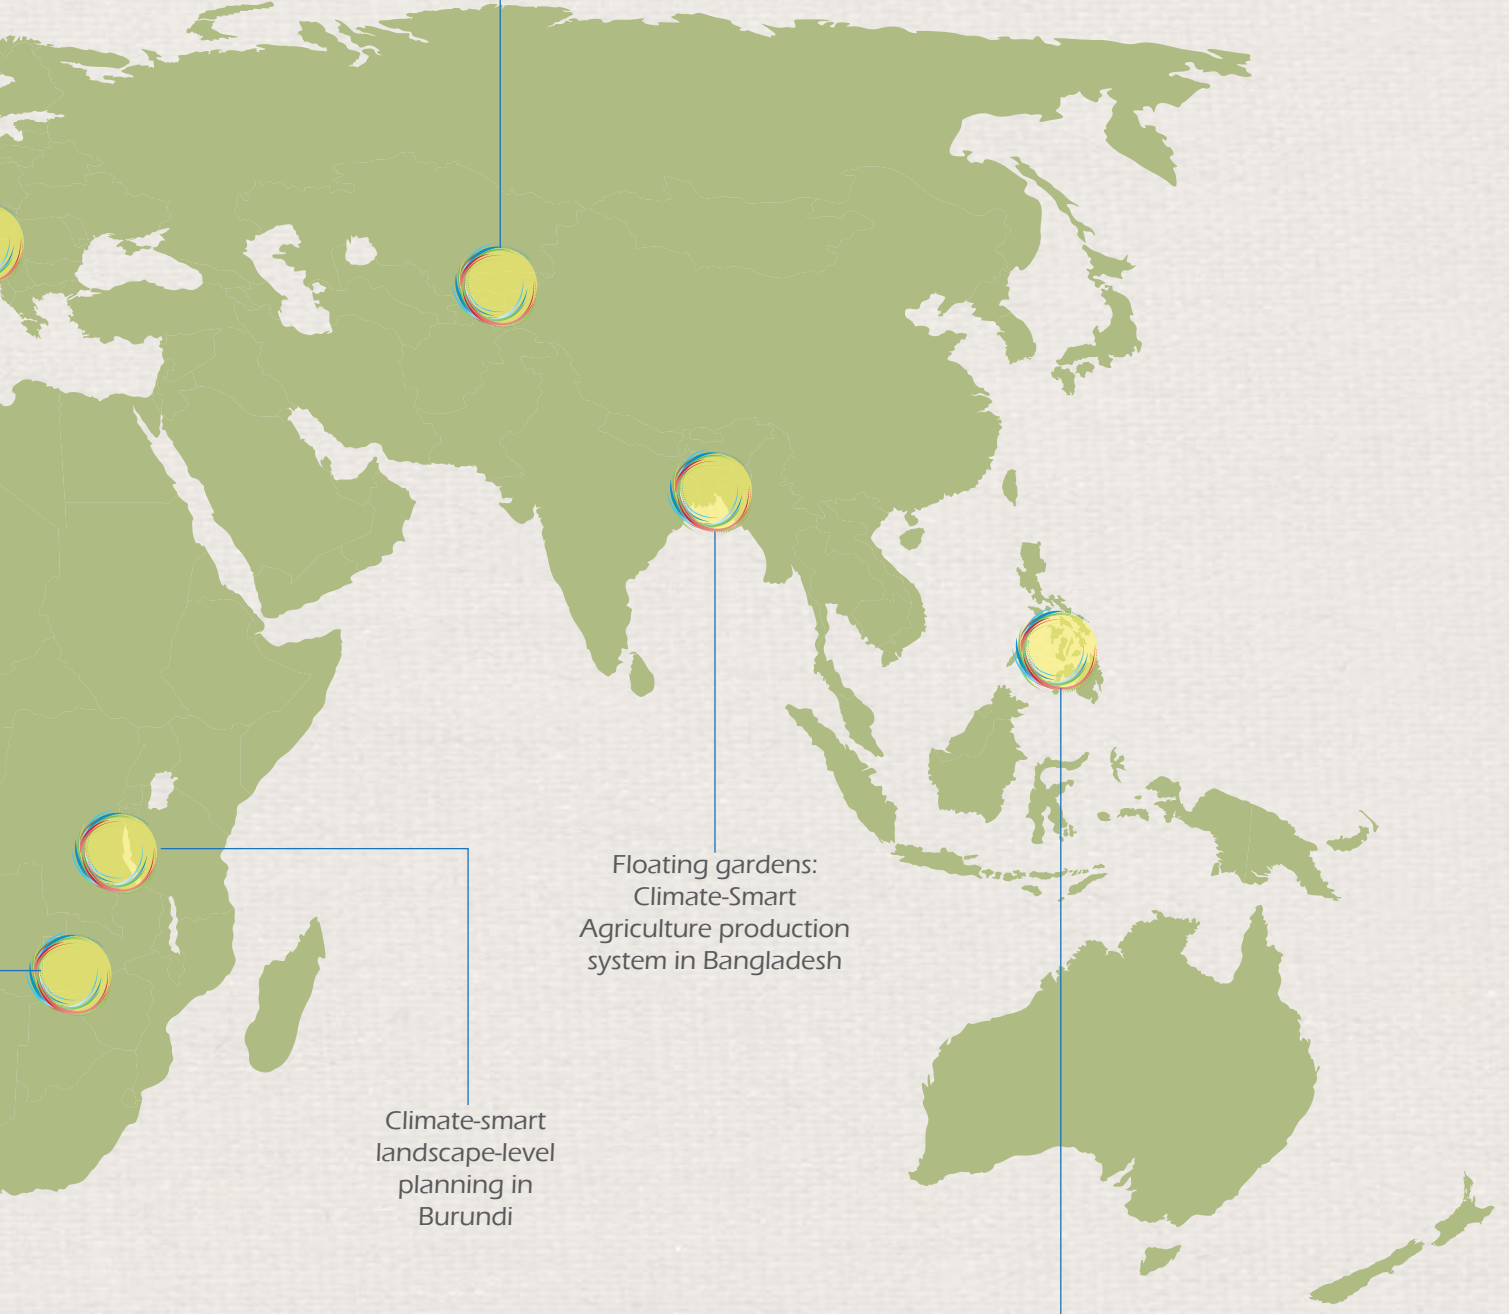 Floating gardens:
Climate-Smart
Agriculture production
system in Bangladesh
Climate-smart
landscape-level
planning in
Burundi